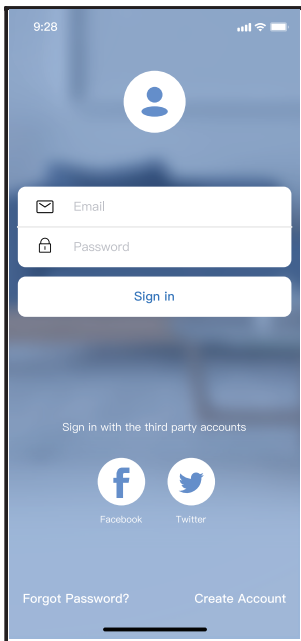 9:28
Email
Password
Sign in
Sign in with the third party accounts
Facebook Twitter
Forgot Password? Create Account